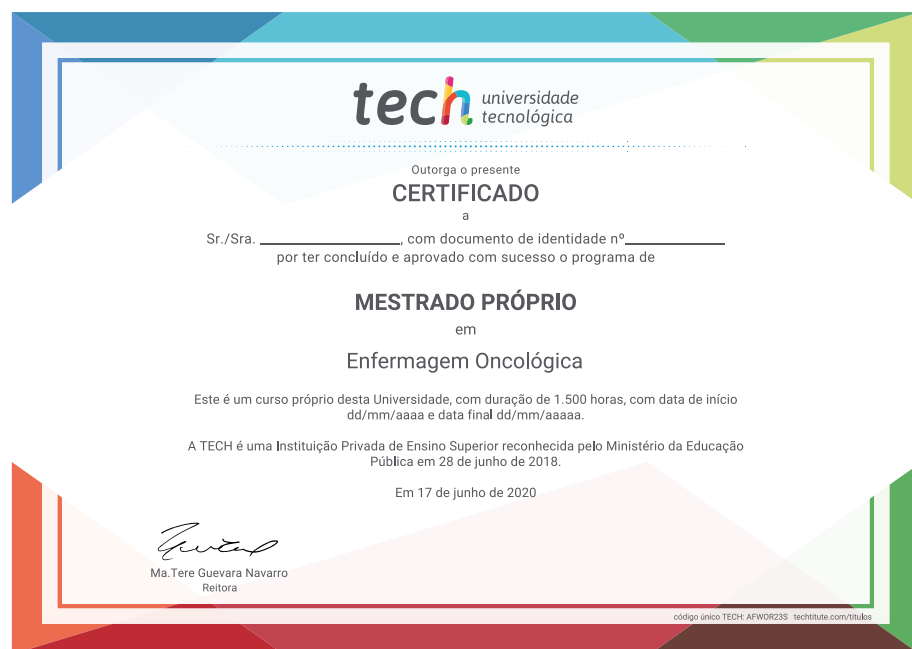 tech universidade
tecnológica
Outorga o presente
CERTIFICADO
a
Sr./Sra. ____________________, com documento de identidade nº______________
por ter concluído e aprovado com sucesso o programa de
MESTRADO PRÓPRIO
em
Enfermagem Oncológica
Este é um curso próprio desta Universidade, com duração de 1.500 horas, com data de início
dd/mm/aaaa e data final dd/mm/aaaaa.
A TECH é uma Instituição Privada de Ensino Superior reconhecida pelo Ministério da Educação
Pública em 28 de junho de 2018.
Em 17 de junho de 2020
Ma.Tere Guevara Navarro
Reitora
código único TECH: AFWOR23S techtitute.com/titulos